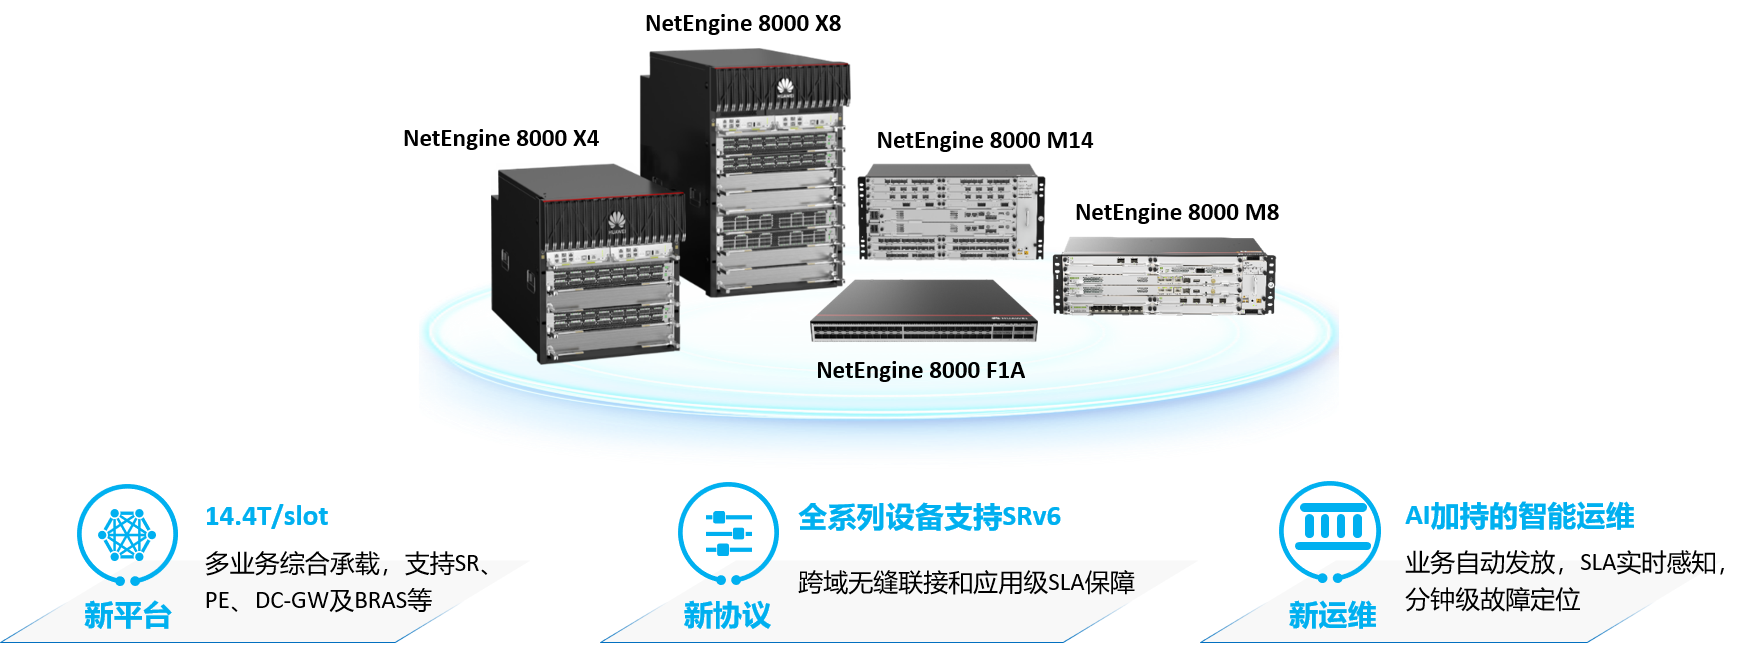 NetEngine 8000 X8
NetEngine 8000 X4
NetEngine 8000 M14
NetEngine 8000 M8
NetEngine 8000 F1A
HUAWEI
HUAWEI
HUAWEI
新平台
14.4T/slot
多业务综合承载，支持SR、
PE、DC-GW及BRAS等
新协议
全系列设备支持SRv6
跨域无缝联接和应用级SLA保障
新运维
AI加持的智能运维
业务自动发放，SLA实时感知，
分钟级故障定位